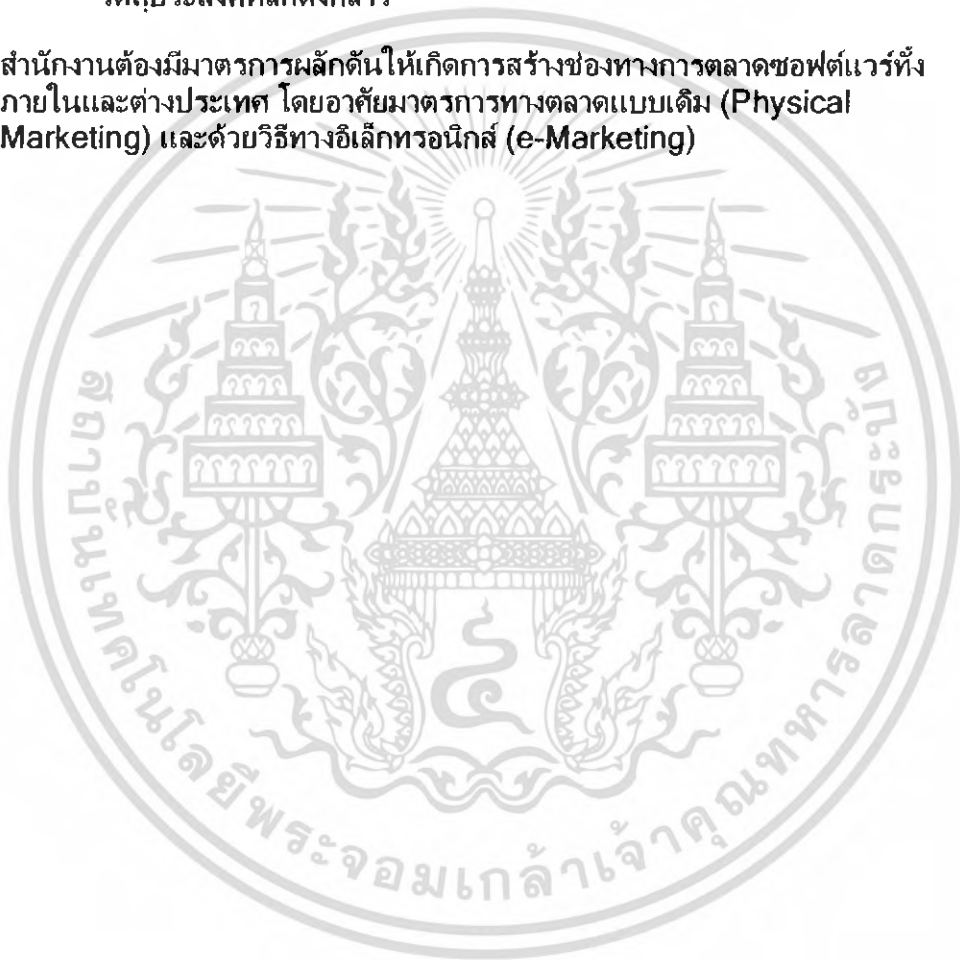 สำนักงานต้องมีมาตรการผลักดันให้เกิดการสร้างช่องทางการตลาดซอฟต์แวร์ทั้ง
ภายในและต่างประเทศ โดยอาศัยมาตรการทางตลาดแบบเดิม (Physical
Marketing) และด้วยวิธีทางอิเล็กทรอนิกส์ (e-Marketing)
สถาบันเทคโนโลยีพระจอมเกล้าเจ้าคุณทหารลาดกระบัง